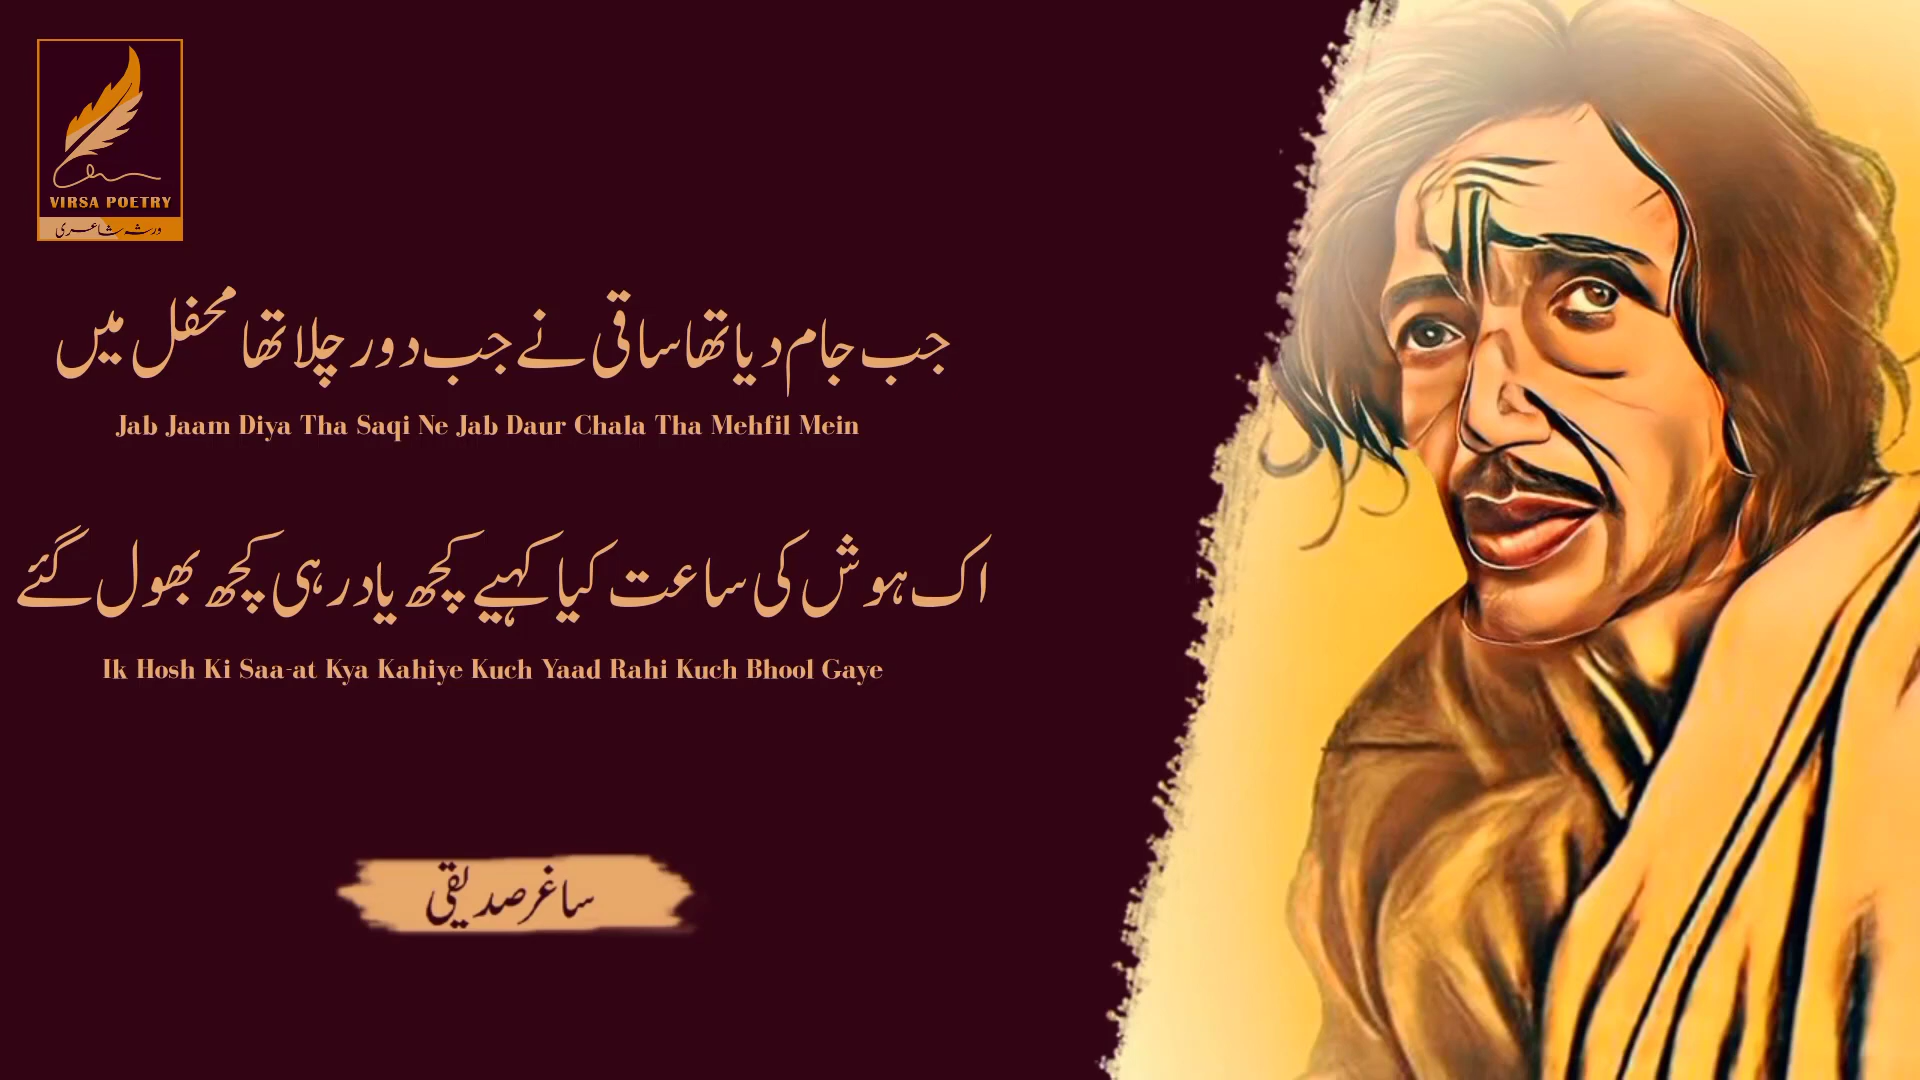 VIRSA POETRY
ورثہ شاعری
جب جام دیا تھا ساقی نے جب دور چلا تھا محفل میں
Jab Jaam Diya Tha Saqi Ne Jab Daur Chala Tha Mehfil Mein
اک ہوش کی ساعت کیا کہیے کچھ یاد رہی کچھ بھول گئے
Ik Hosh Ki Saa-at Kya Kahiye Kuch Yaad Rahi Kuch Bhool Gaye
ساغر صدیقی